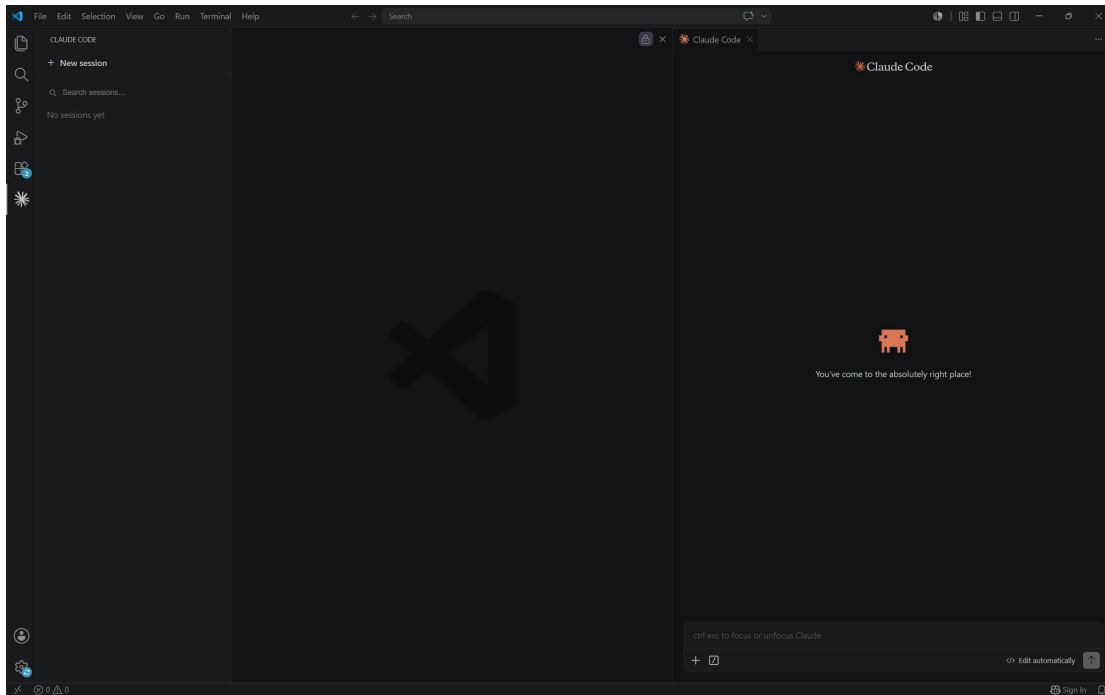 File Edit Selection View Go Run Terminal Help
Search
CLAUDE CODE
+ New session
Search sessions...
No sessions yet
2
Claude Code
Claude Code
You've come to the absolutely right place!
ctrl esc to focus or unfocus Claude
Edit automatically
0 0
Sign In